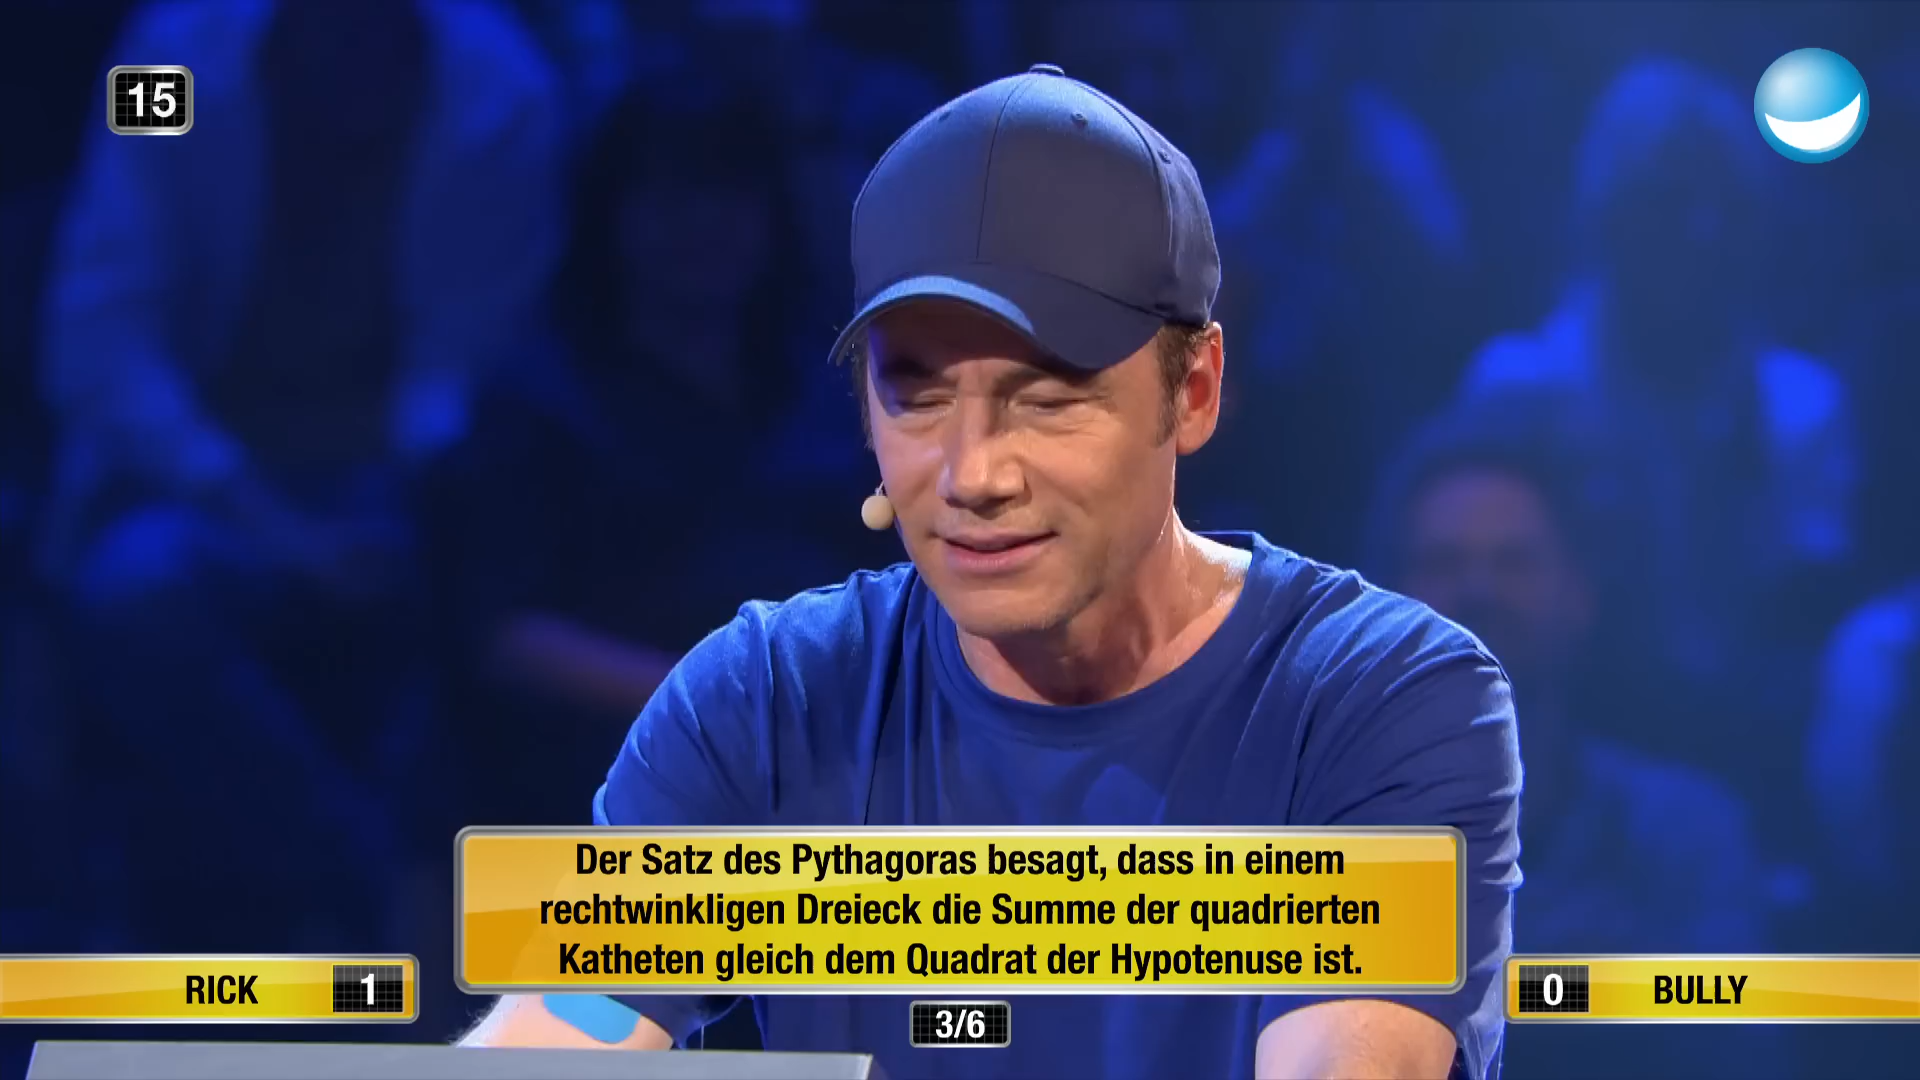 15
Der Satz des Pythagoras besagt, dass in einem
rechtwinkligen Dreieck die Summe der quadrierten
Katheten gleich dem Quadrat der Hypotenuse ist.
RICK 1
0 BULLY
3/6